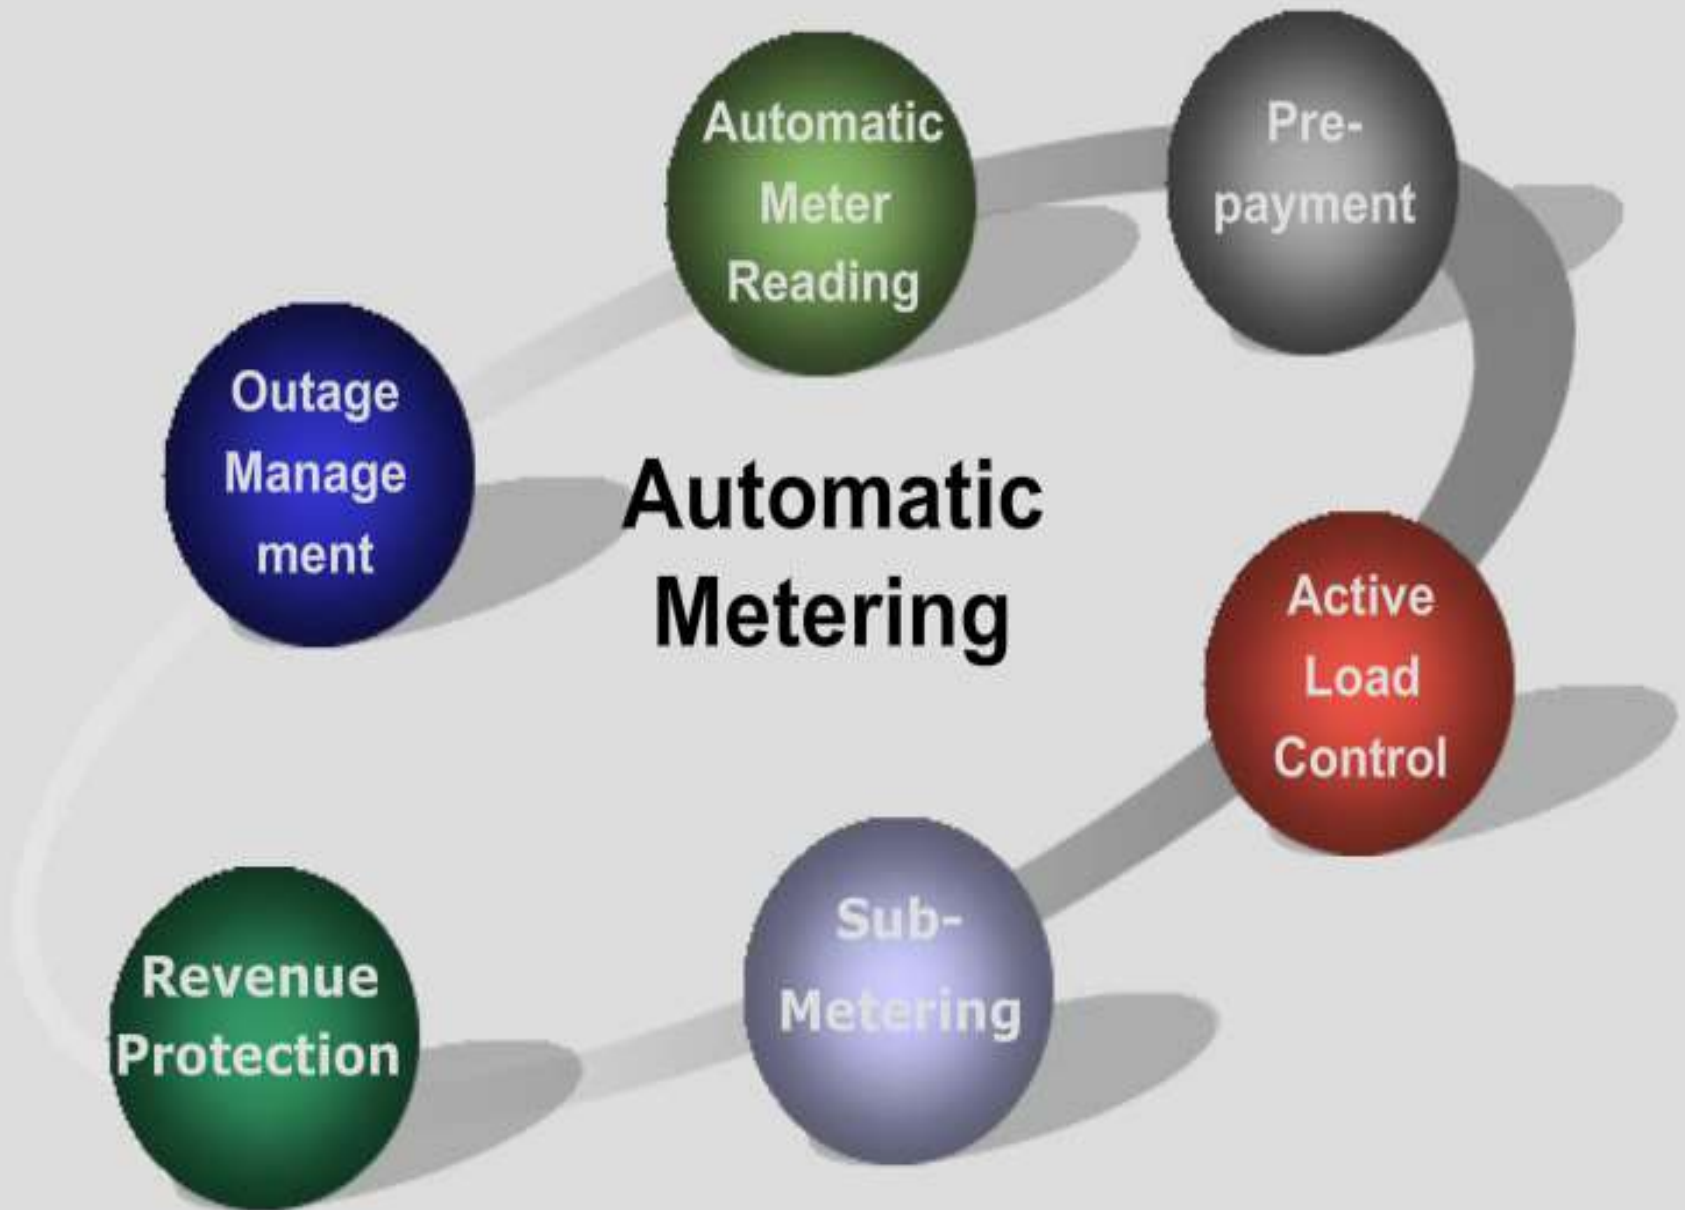 Automatic
Meter
Reading
Pre-
payment
Outage
Manage
ment
Automatic
Metering
Active
Load
Control
Sub-
Metering
Revenue
Protection